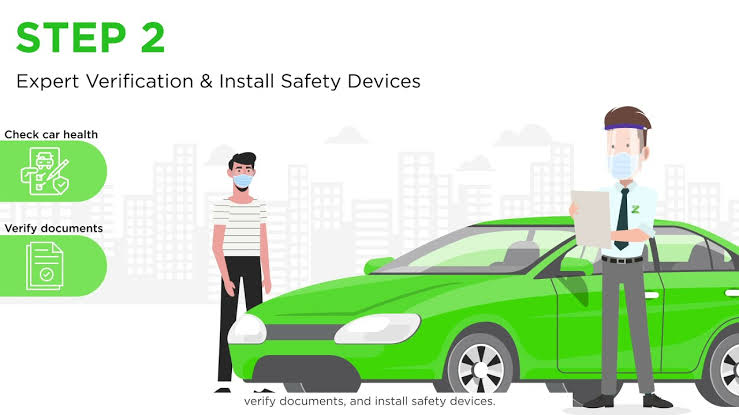 STEP 2
Expert Verification & Install Safety Devices
Check car health
Verify documents
Z
verify documents, and install safety devices.